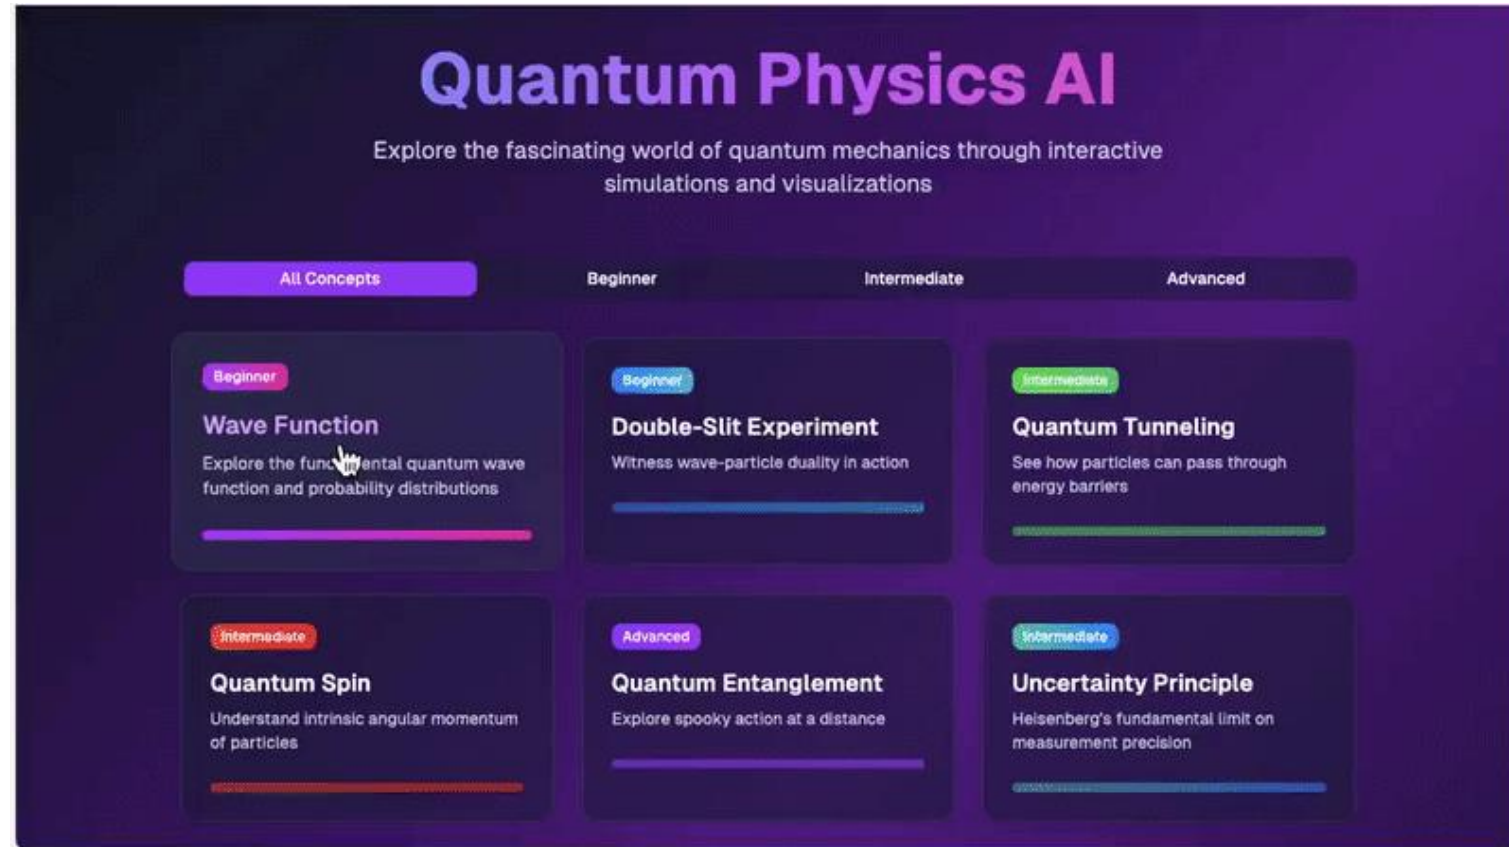 Quantum Physics AI
Explore the fascinating world of quantum mechanics through interactive
simulations and visualizations
All Concepts
Beginner
Intermediate
Advanced
Beginner
Wave Function
Explore the quantum wave
function and probability distributions
Beginner
Double-Slit Experiment
Witness wave-particle duality in action
Intermediate
Quantum Tunneling
See how particles can pass through
energy barriers
Intermediate
Quantum Spin
Understand intrinsic angular momentum
of particles
Advanced
Quantum Entanglement
Explore spooky action at a distance
Intermediate
Uncertainty Principle
Heisenberg's fundamental limit on
measurement precision